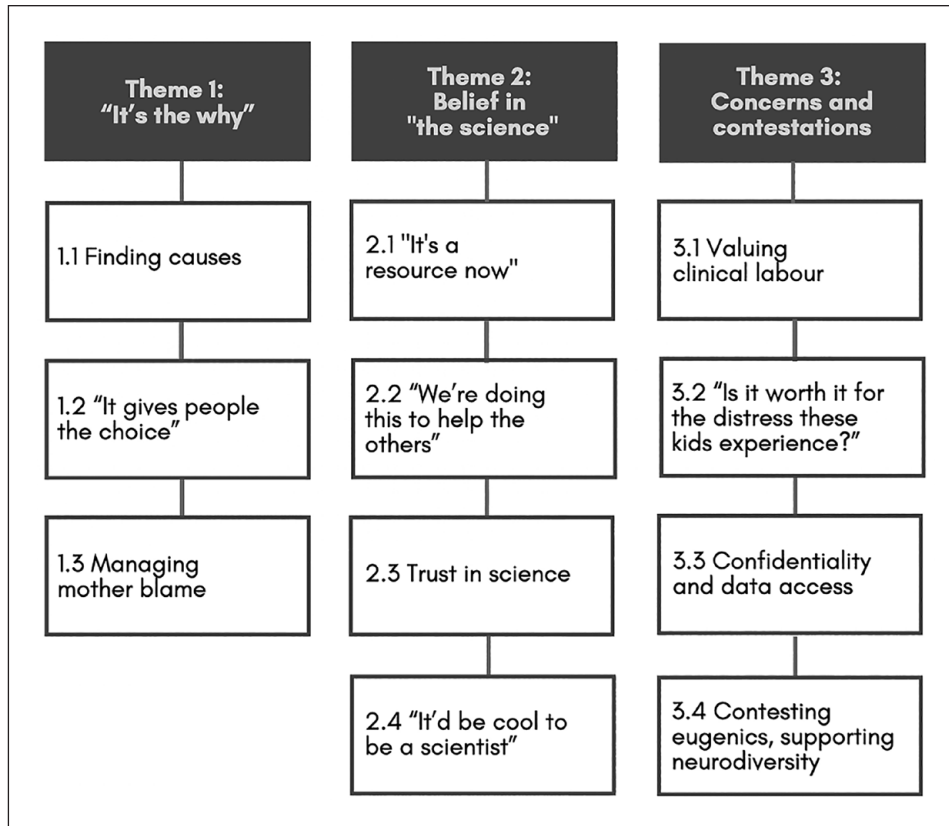 Theme 1:
“It’s the why”
1.1 Finding causes
1.2 “It gives people
the choice”
1.3 Managing
mother blame
Theme 2:
Belief in
"the science"
2.1 "It's a
resource now"
2.2 “We’re doing
this to help the
others”
2.3 Trust in science
2.4 “It’d be cool to
be a scientist”
Theme 3:
Concerns and
contestations
3.1 Valuing
clinical labour
3.2 “Is it worth it for
the distress these
kids experience?”
3.3 Confidentiality
and data access
3.4 Contesting
eugenics, supporting
neurodiversity